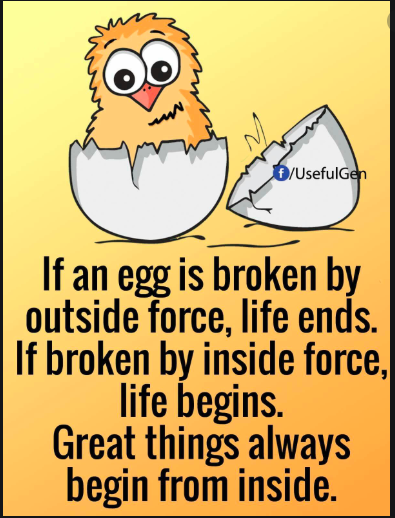 f/UsefulGen
If an egg is broken by
outside force, life ends.
If broken by inside force,
life begins.
Great things always
begin from inside.